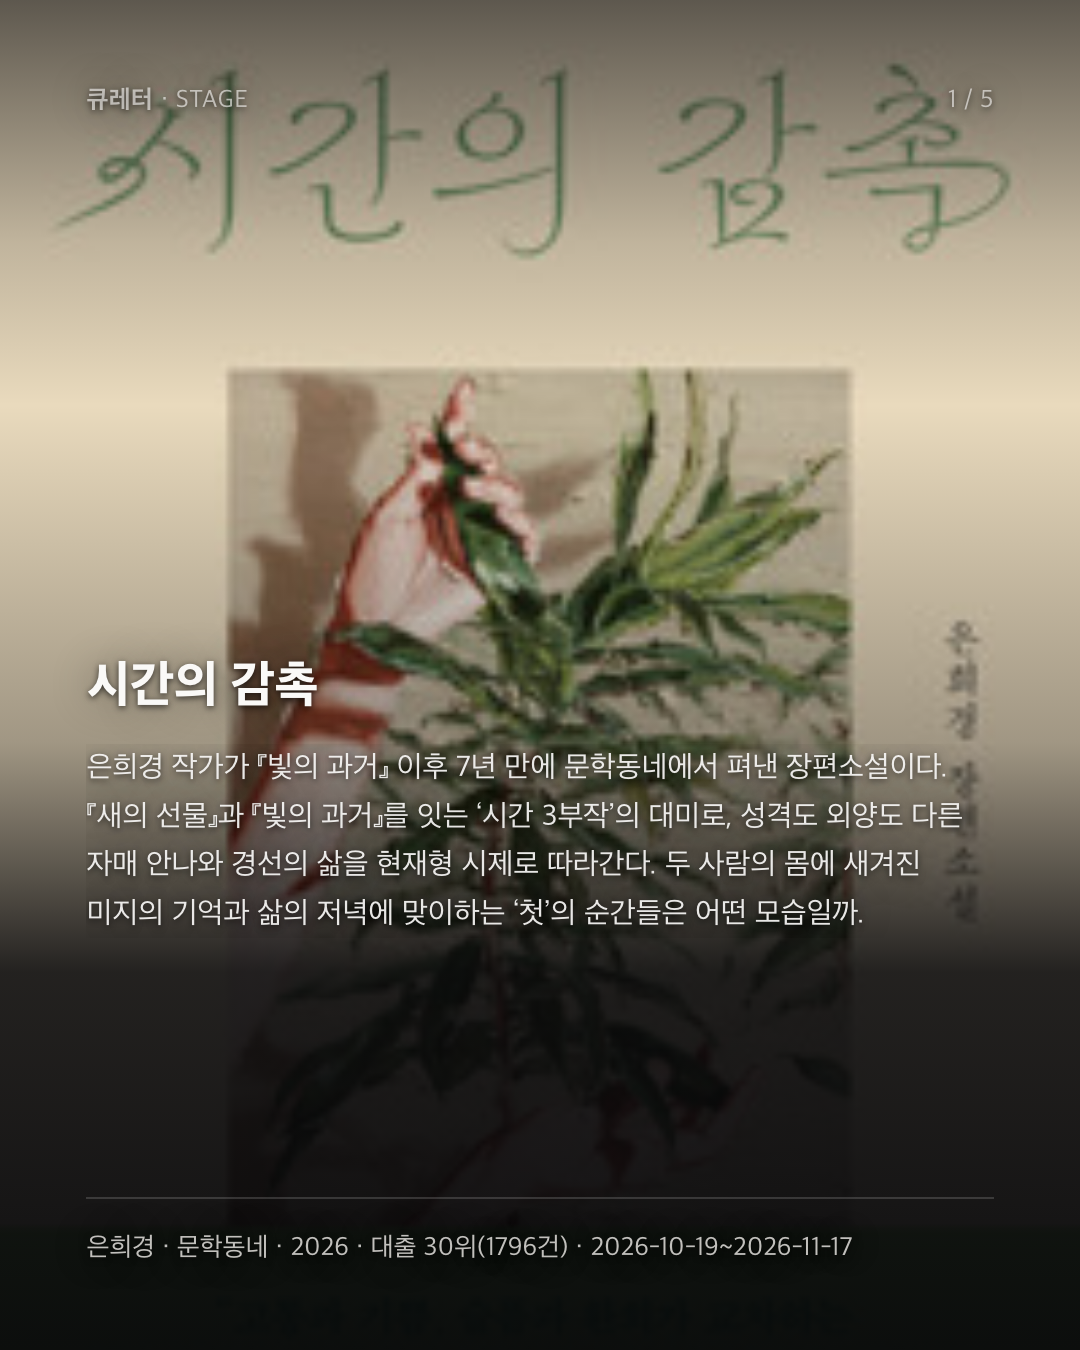 큐레터 · STAGE
1 / 5
시간의 감촉
시간의 감촉
은희경 장편소설
은희경 작가가 『빛의 과거』 이후 7년 만에 문학동네에서 펴낸 장편소설이다.
『새의 선물』과 『빛의 과거』를 잇는 ‘시간 3부작’의 대미로, 성격도 외양도 다른
자매 안나와 경선의 삶을 현재형 시제로 따라간다. 두 사람의 몸에 새겨진
미지의 기억과 삶의 저녁에 맞이하는 ‘첫’의 순간들은 어떤 모습일까.
은희경 · 문학동네 · 2026 · 대출 30위(1796건) · 2026-10-19~2026-11-17